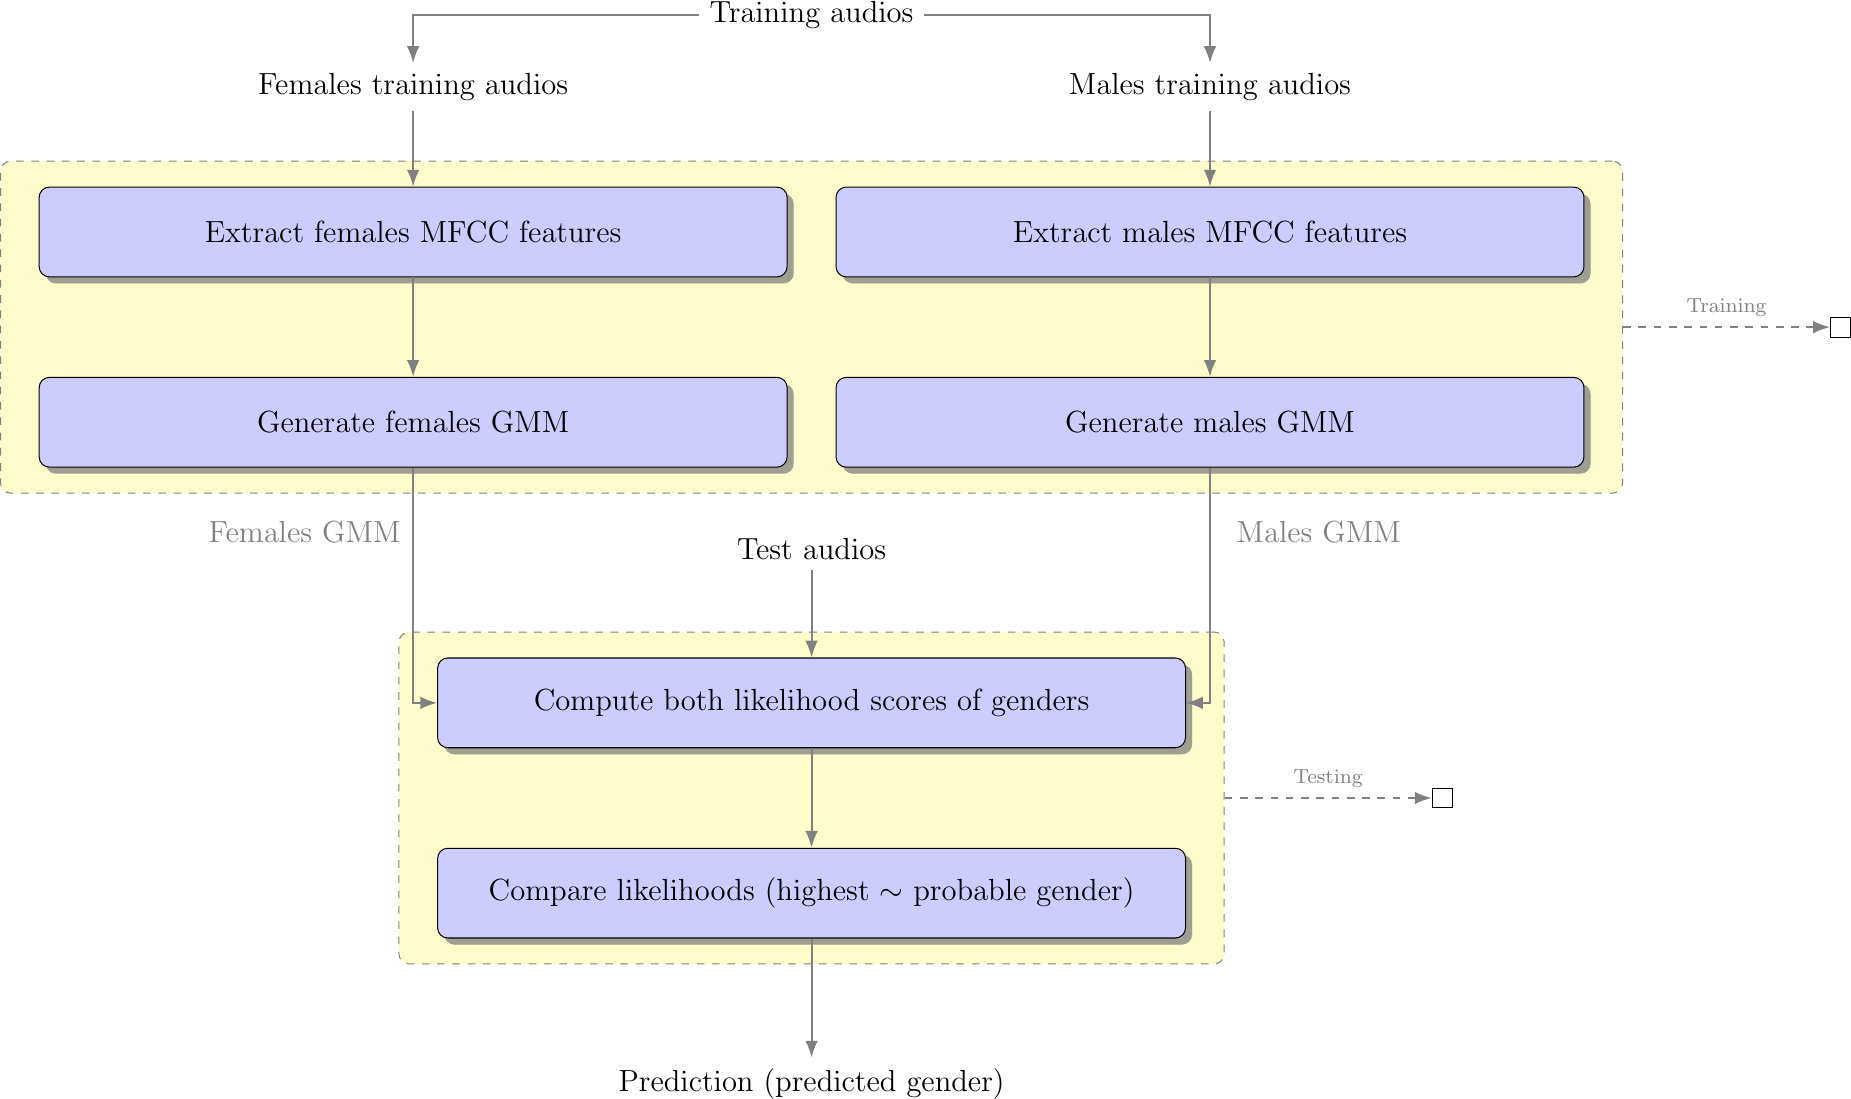 Training audios
Females training audios
Males training audios
Extract females MFCC features
Extract males MFCC features
Training
Generate females GMM
Generate males GMM
Females GMM
Males GMM
Test audios
Compute both likelihood scores of genders
Testing
Compare likelihoods (highest ∼ probable gender)
Prediction (predicted gender)